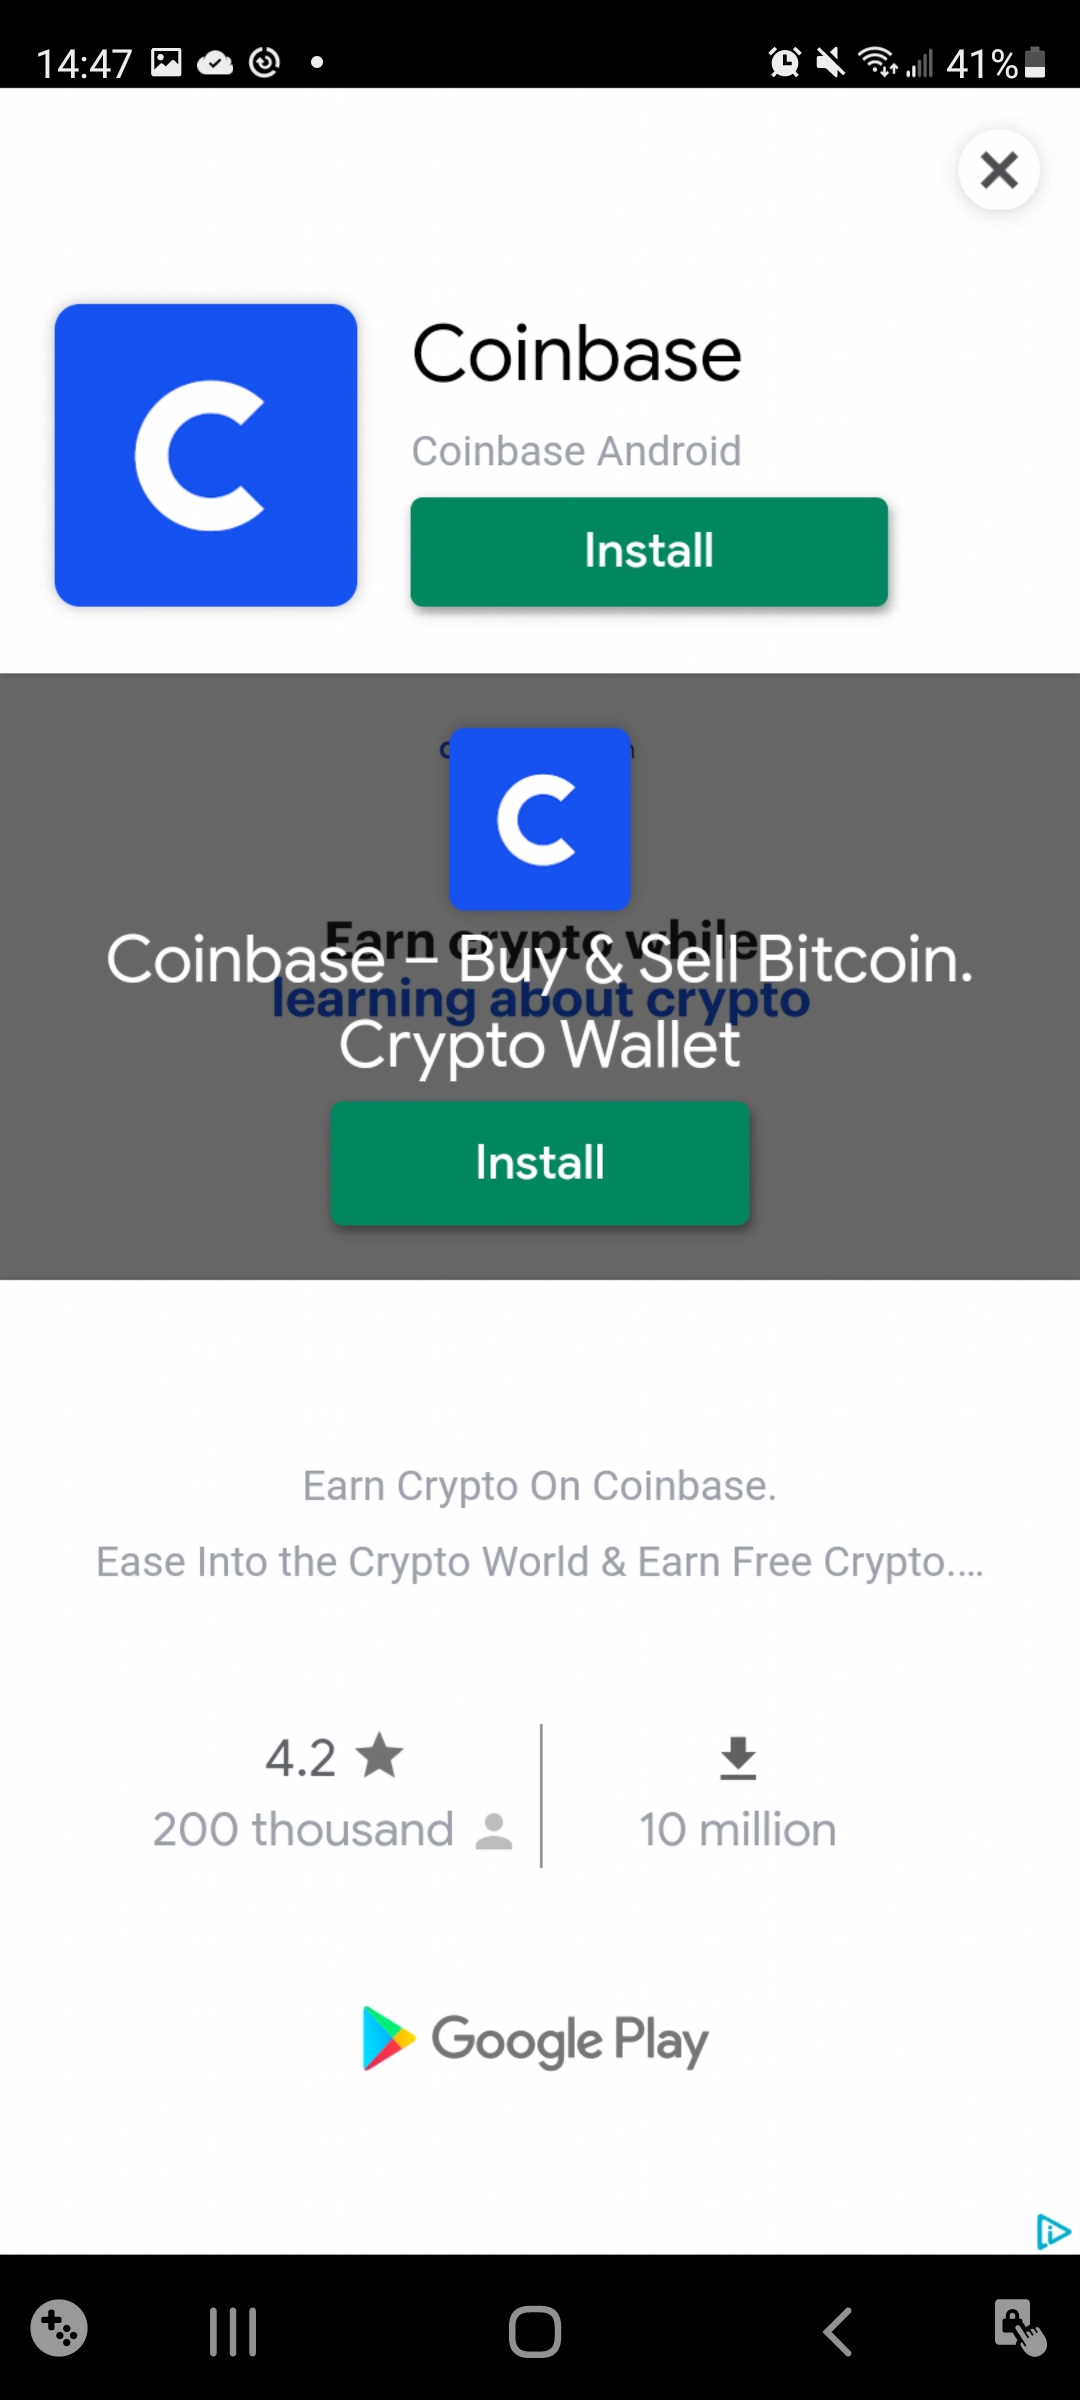 14:47
41%
Coinbase
Coinbase Android
Install
Earn crypto while
learning about crypto
Coinbase – Buy & Sell Bitcoin.
Crypto Wallet
Install
Earn Crypto On Coinbase.
Ease Into the Crypto World & Earn Free Crypto....
4.2
200 thousand
10 million
Google Play